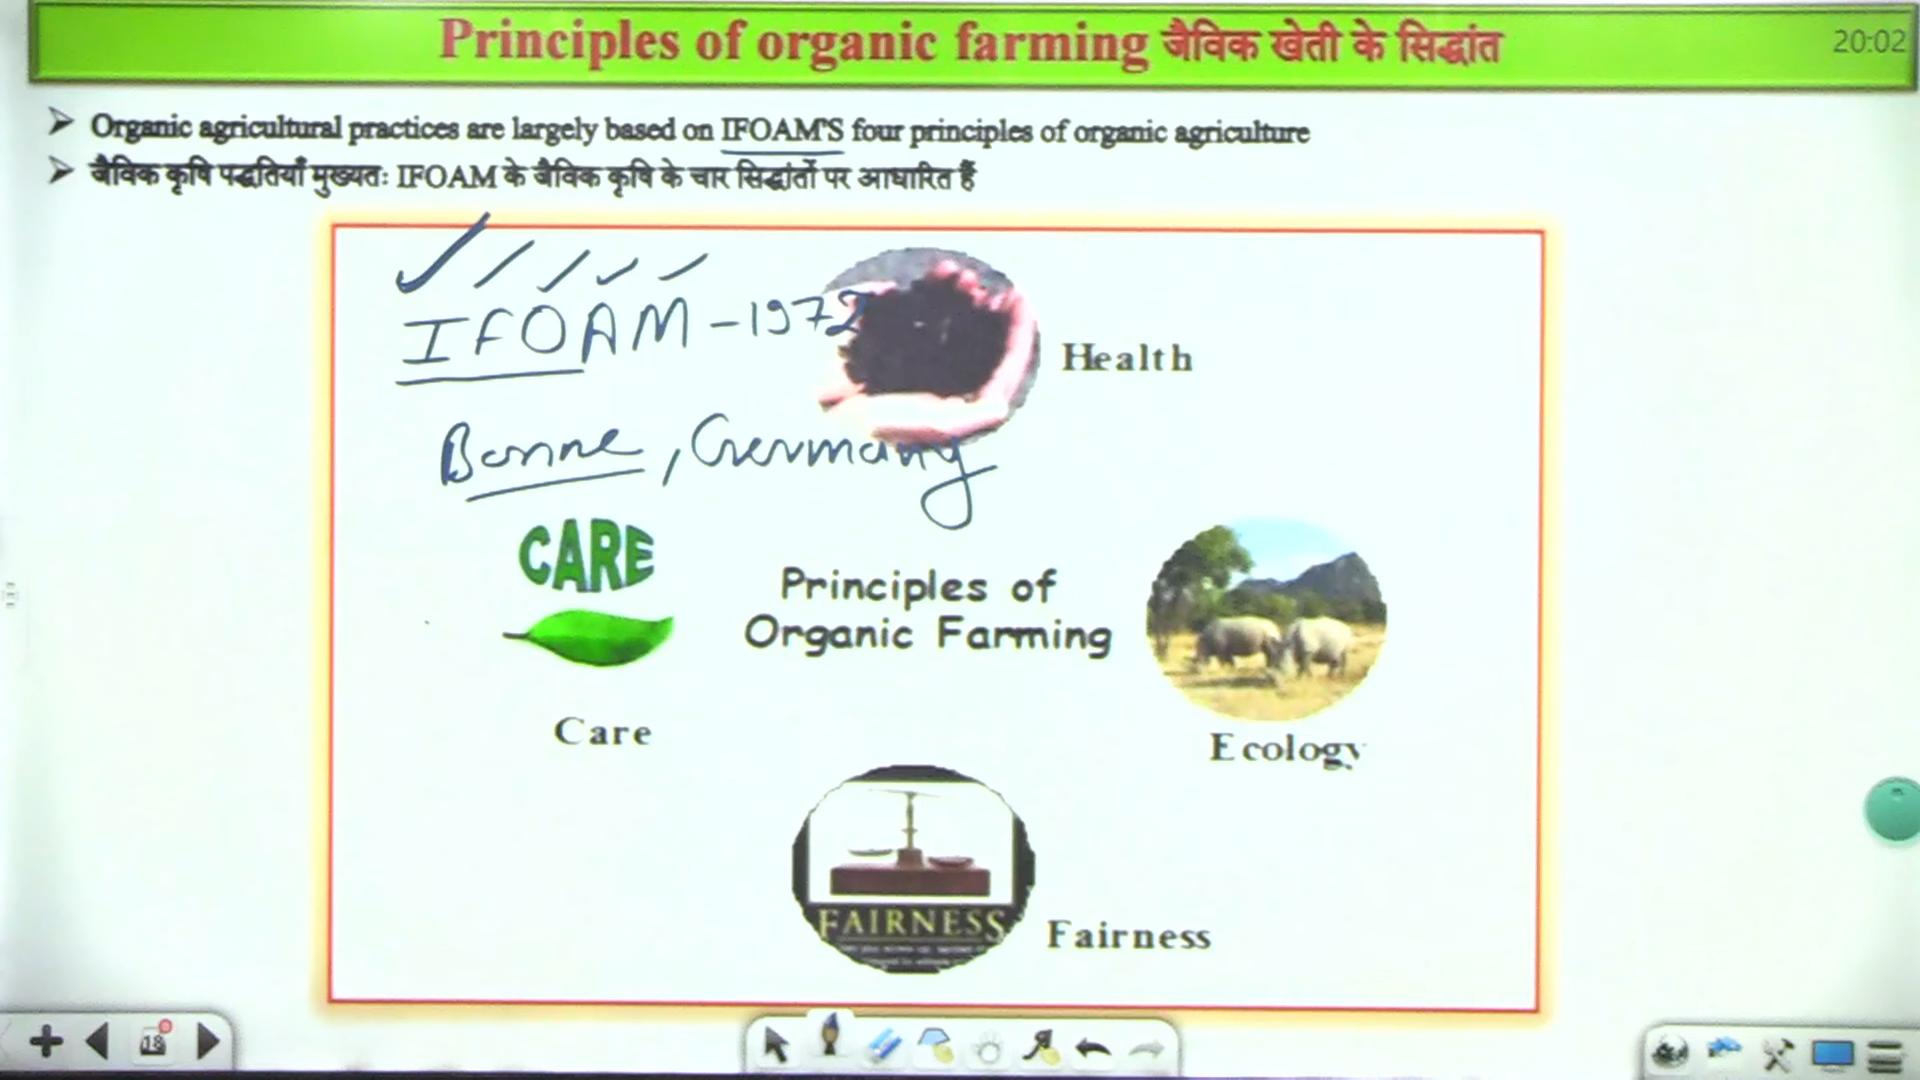 Principles of organic farming जैविक खेती के सिद्धांत
20:02
Organic agricultural practices are largely based on IFOAM'S four principles of organic agriculture
जैविक कृषि पद्धतियाँ मुख्यतः IFOAM के जैविक कृषि के चार सिद्धांतों पर आधारित हैं
IFOAM - 1972
Health
Bonne, Germany
CARE
Principles of
Organic Farming
Care
Ecology
FAIRNESS
Fairness
18